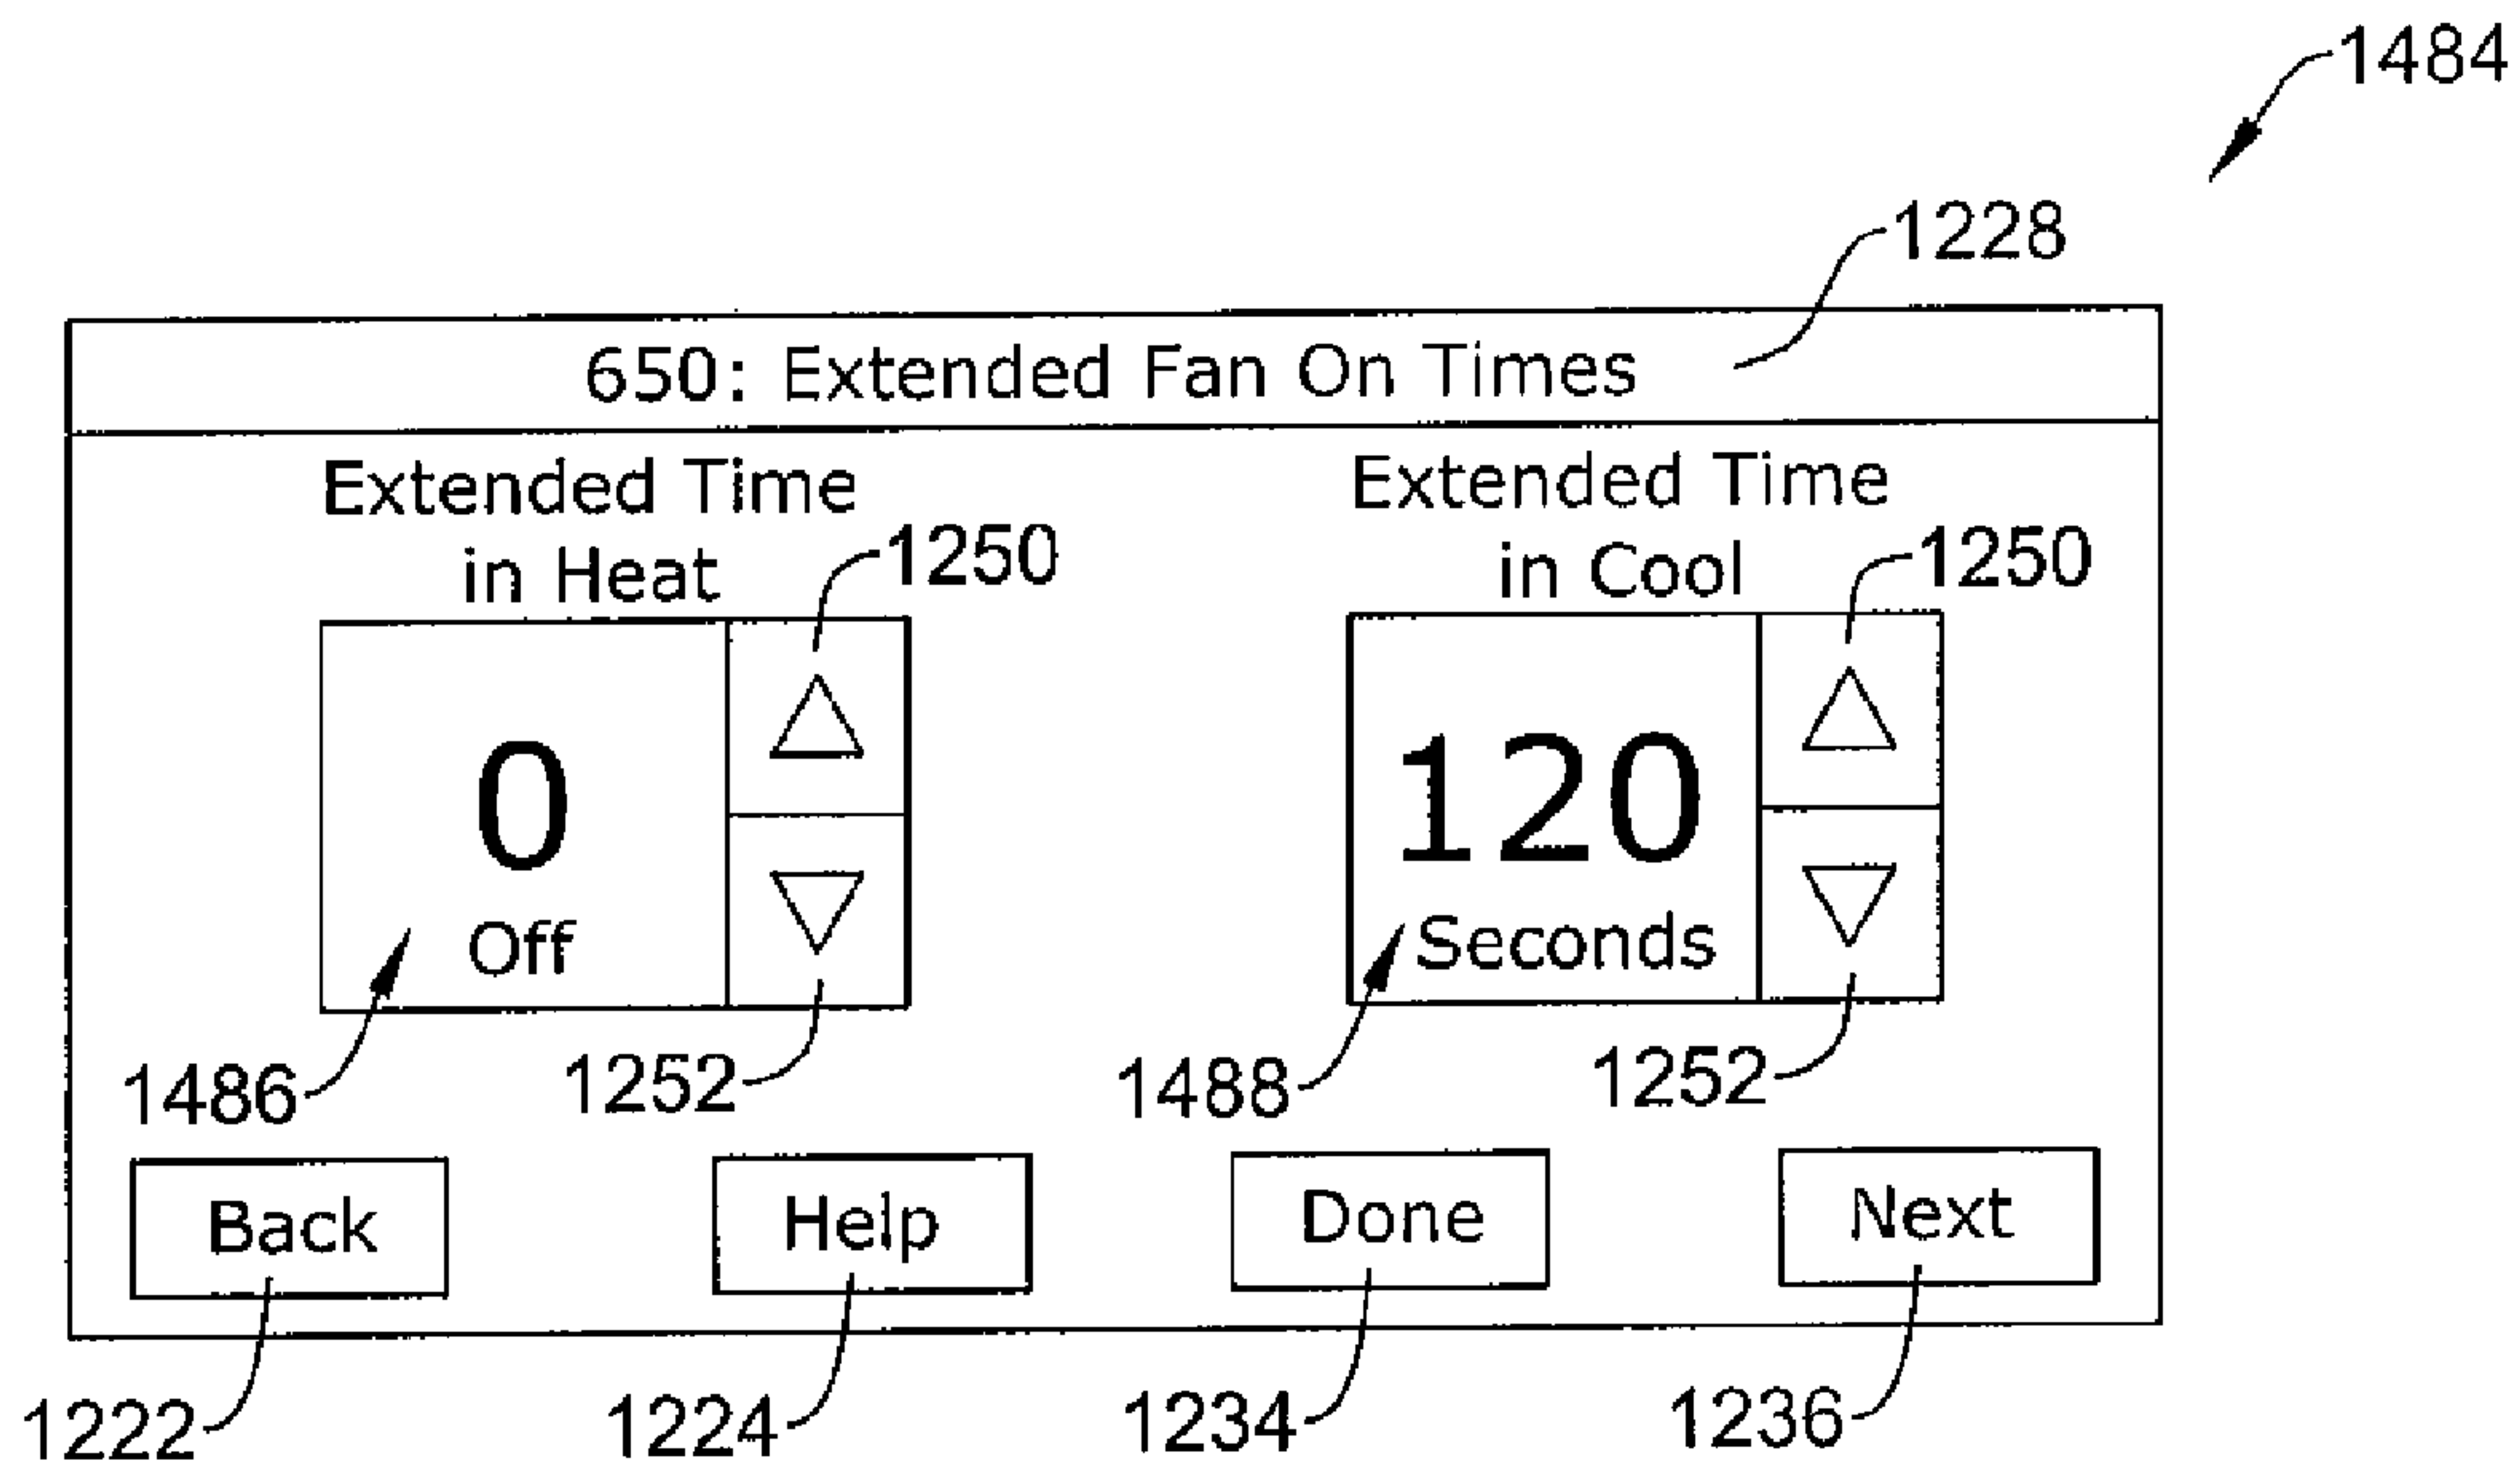 1484
1228
650: Extended Fan On Times
Extended Time
in Heat
1250
0
Off
1486
1252
Extended Time
in Cool
1250
120
Seconds
1488
1252
Back
Help
Done
Next
1222
1224
1234
1236